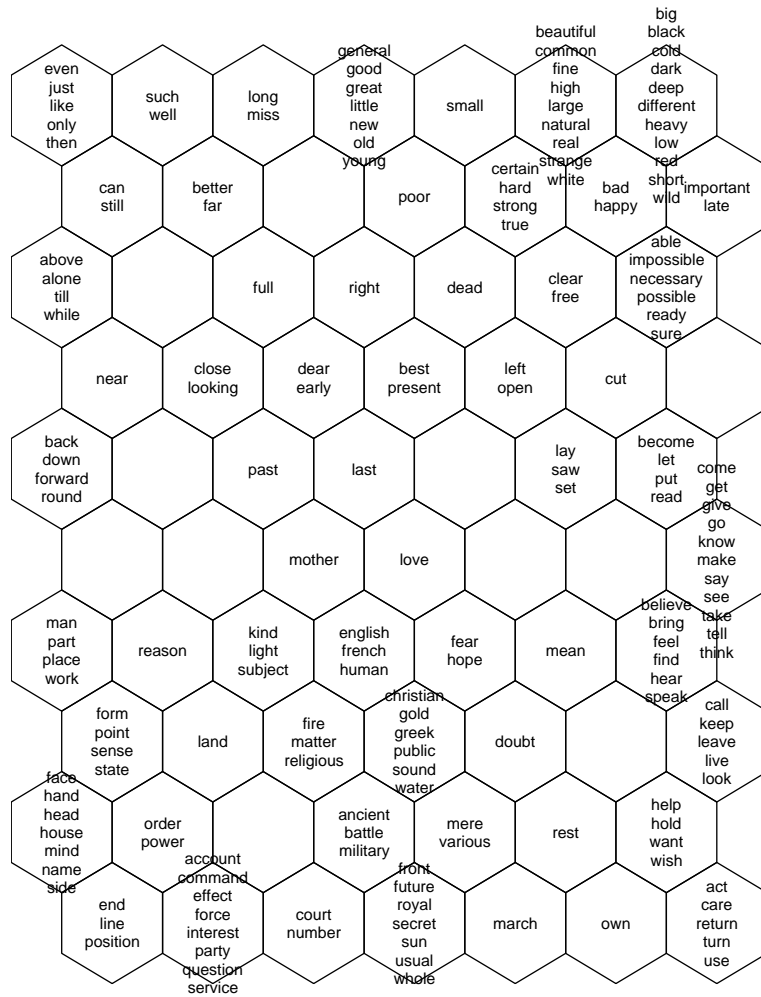 even
just
like
only
then
such
well
long
miss
general
good
great
little
new
old
young
small
beautiful
common
fine
high
large
natural
real
strange
white
big
black
cold
dark
deep
different
heavy
low
red
short
wild
can
still
better
far
poor
certain
hard
strong
true
bad
happy
important
late
above
alone
till
while
full
right
dead
clear
free
able
impossible
necessary
possible
ready
sure
near
close
looking
dear
early
best
present
left
open
cut
back
down
forward
round
past
last
lay
saw
set
become
let
put
read
mother
love
come
get
give
go
know
make
say
see
take
tell
think
man
part
place
work
reason
kind
light
subject
english
french
human
fear
hope
mean
believe
bring
feel
find
hear
speak
form
point
sense
state
land
fire
matter
religious
christian
gold
greek
public
sound
water
doubt
call
keep
leave
live
look
face
hand
head
house
mind
name
side
order
power
ancient
battle
military
mere
various
rest
help
hold
want
wish
end
line
position
account
command
effect
force
interest
party
question
service
court
number
front
future
royal
secret
sun
usual
whole
march
own
act
care
return
turn
use